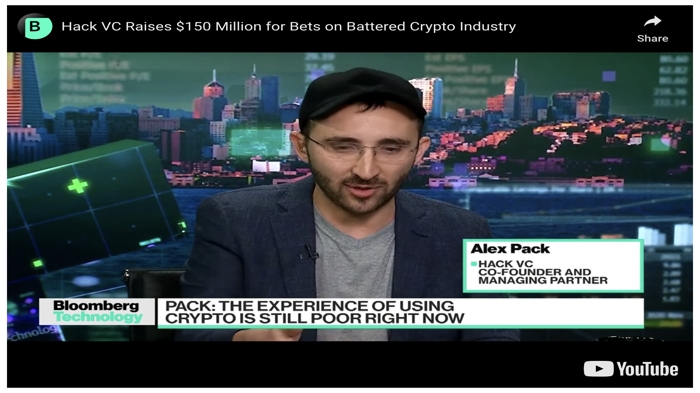 B
Hack VC Raises $150 Million for Bets on Battered Crypto Industry
Share
Alex Pack
HACK VC
CO-FOUNDER AND
MANAGING PARTNER
Bloomberg
Technology
PACK: THE EXPERIENCE OF USING
CRYPTO IS STILL POOR RIGHT NOW
YouTube